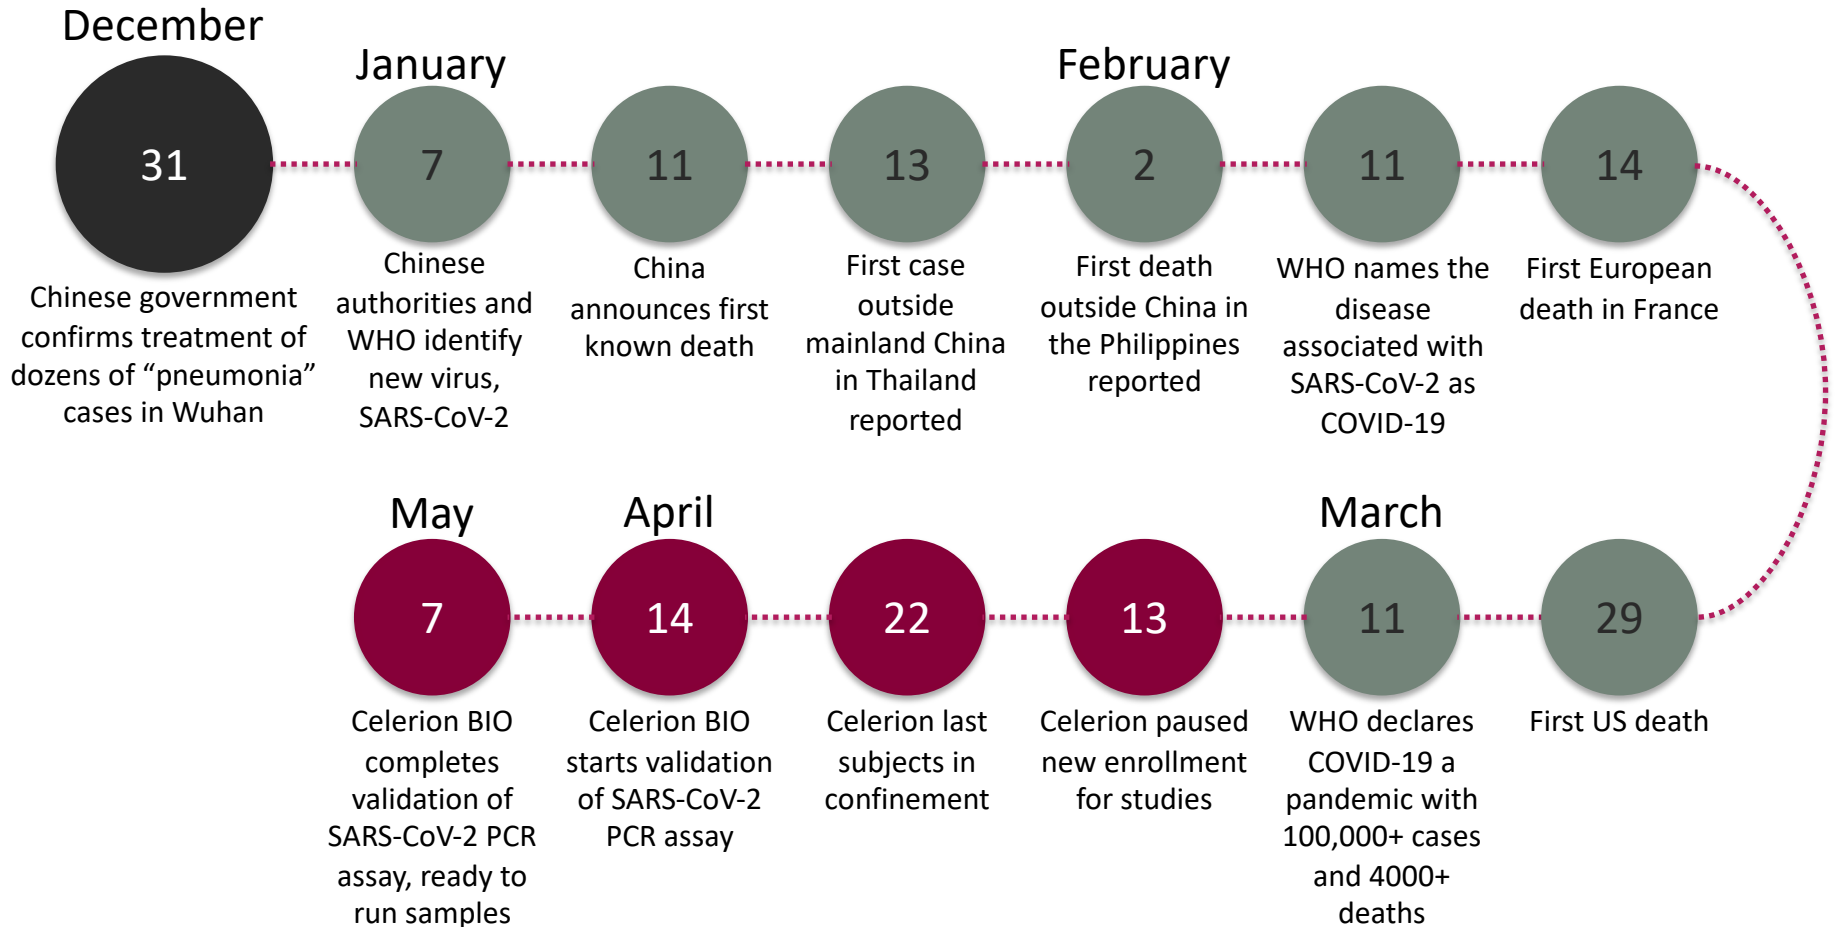 December
31
Chinese government
confirms treatment of
dozens of “pneumonia”
cases in Wuhan
January
7
Chinese
authorities and
WHO identify
new virus,
SARS-CoV-2
11
China
announces first
known death
13
First case
outside
mainland China
in Thailand
reported
February
2
First death
outside China in
the Philippines
reported
11
WHO names the
disease
associated with
SARS-CoV-2 as
COVID-19
14
First European
death in France
29
First US death
March
11
WHO declares
COVID-19 a
pandemic with
100,000+ cases
and 4000+
deaths
13
Celerion paused
new enrollment
for studies
22
Celerion last
subjects in
confinement
April
14
Celerion BIO
starts validation
of SARS-CoV-2
PCR assay
May
7
Celerion BIO
completes
validation of
SARS-CoV-2 PCR
assay, ready to
run samples